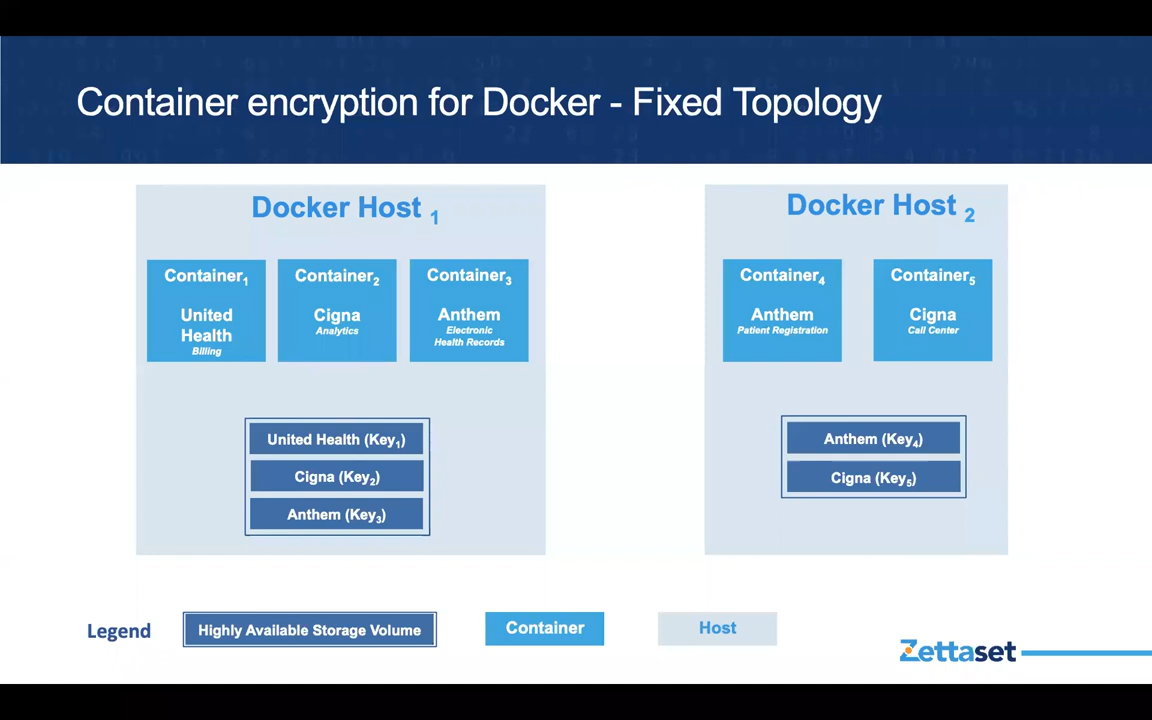 Container encryption for Docker - Fixed Topology
Docker Host 1
Docker Host 2
Container1
United
Health
Billing
Container2
Cigna
Analytics
Container3
Anthem
Electronic
Health Records
Container4
Anthem
Patient Registration
Container5
Cigna
Call Center
United Health (Key1)
Cigna (Key2)
Anthem (Key3)
Anthem (Key4)
Cigna (Key5)
Legend
Highly Available Storage Volume
Container
Host
Zettaset